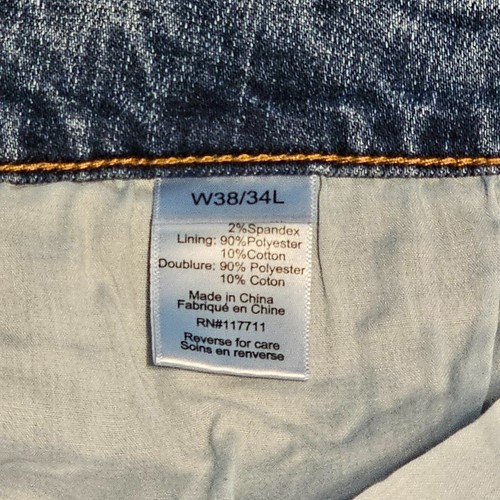 W38/34L
2%Spandex
Lining: 90%Polyester
10%Cotton
Doublure: 90% Polyester
10% Coton
Made in China
Fabriqué en Chine
RN#117711
Reverse for care
Soins en renverse